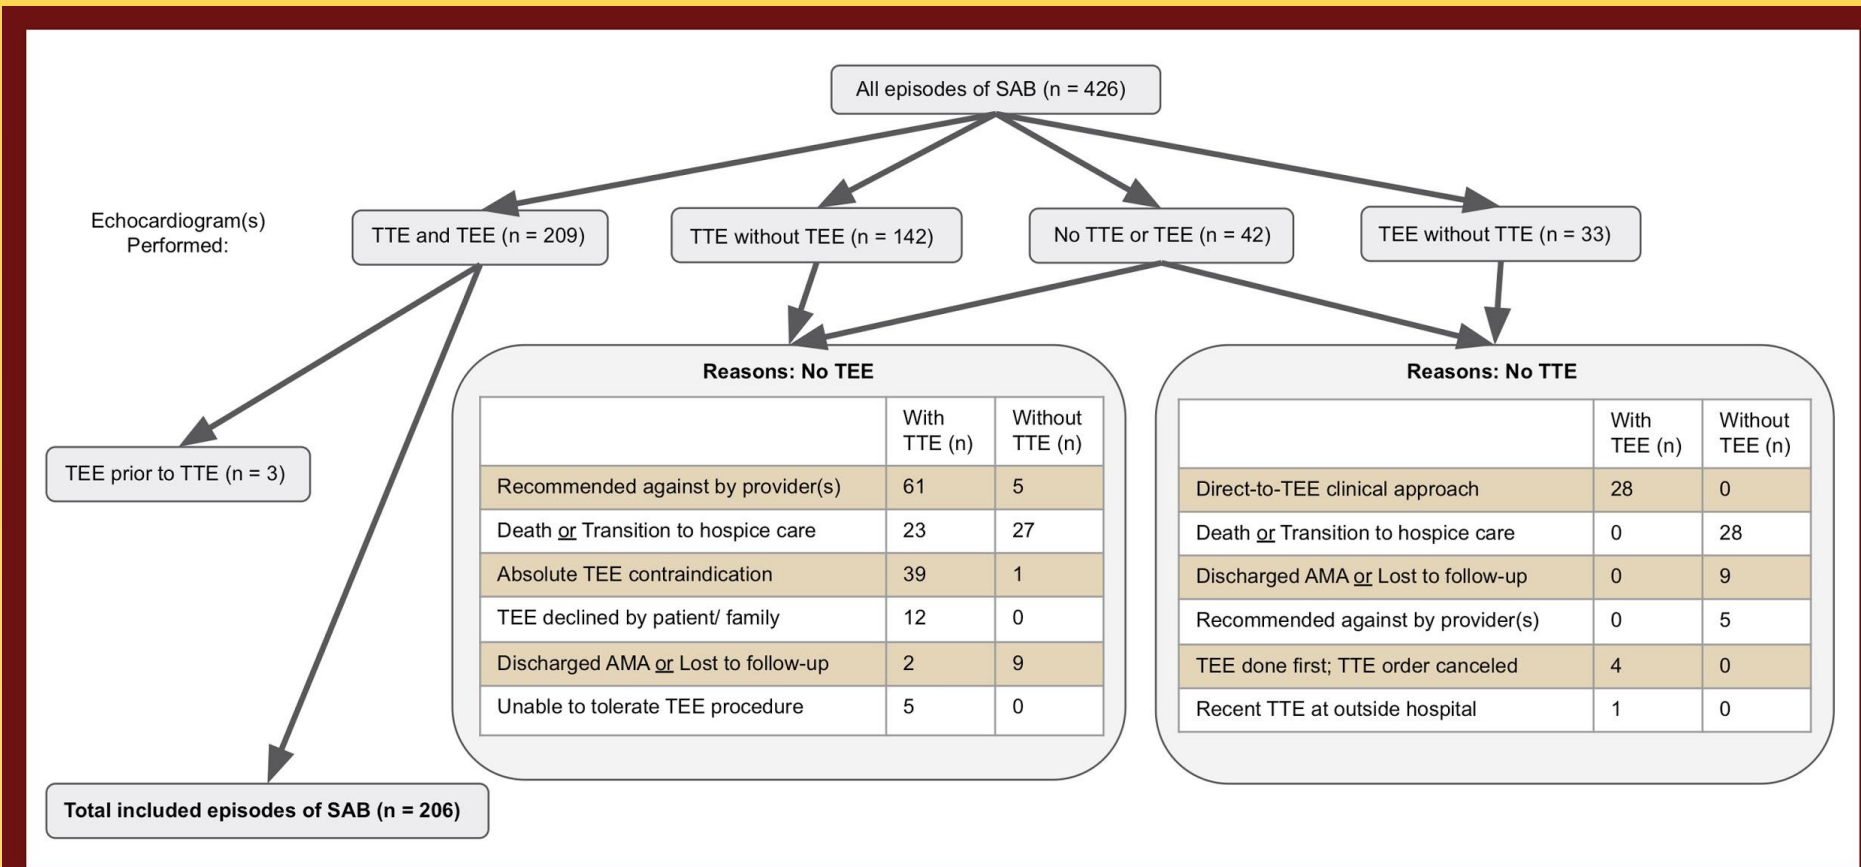 All episodes of SAB (n = 426)
Echocardiogram(s)
Performed:
TTE and TEE (n = 209)
TTE without TEE (n = 142)
No TTE or TEE (n = 42)
TEE without TTE (n = 33)
TEE prior to TTE (n = 3)
Total included episodes of SAB (n = 206)
Reasons: No TEE
With
TTE (n)
Without
TTE (n)
Recommended against by provider(s) 61 5
Death or Transition to hospice care 23 27
Absolute TEE contraindication 39 1
TEE declined by patient/ family 12 0
Discharged AMA or Lost to follow-up 2 9
Unable to tolerate TEE procedure 5 0
Reasons: No TTE
With
TEE (n)
Without
TEE (n)
Direct-to-TEE clinical approach 28 0
Death or Transition to hospice care 0 28
Discharged AMA or Lost to follow-up 0 9
Recommended against by provider(s) 0 5
TEE done first; TTE order canceled 4 0
Recent TTE at outside hospital 1 0